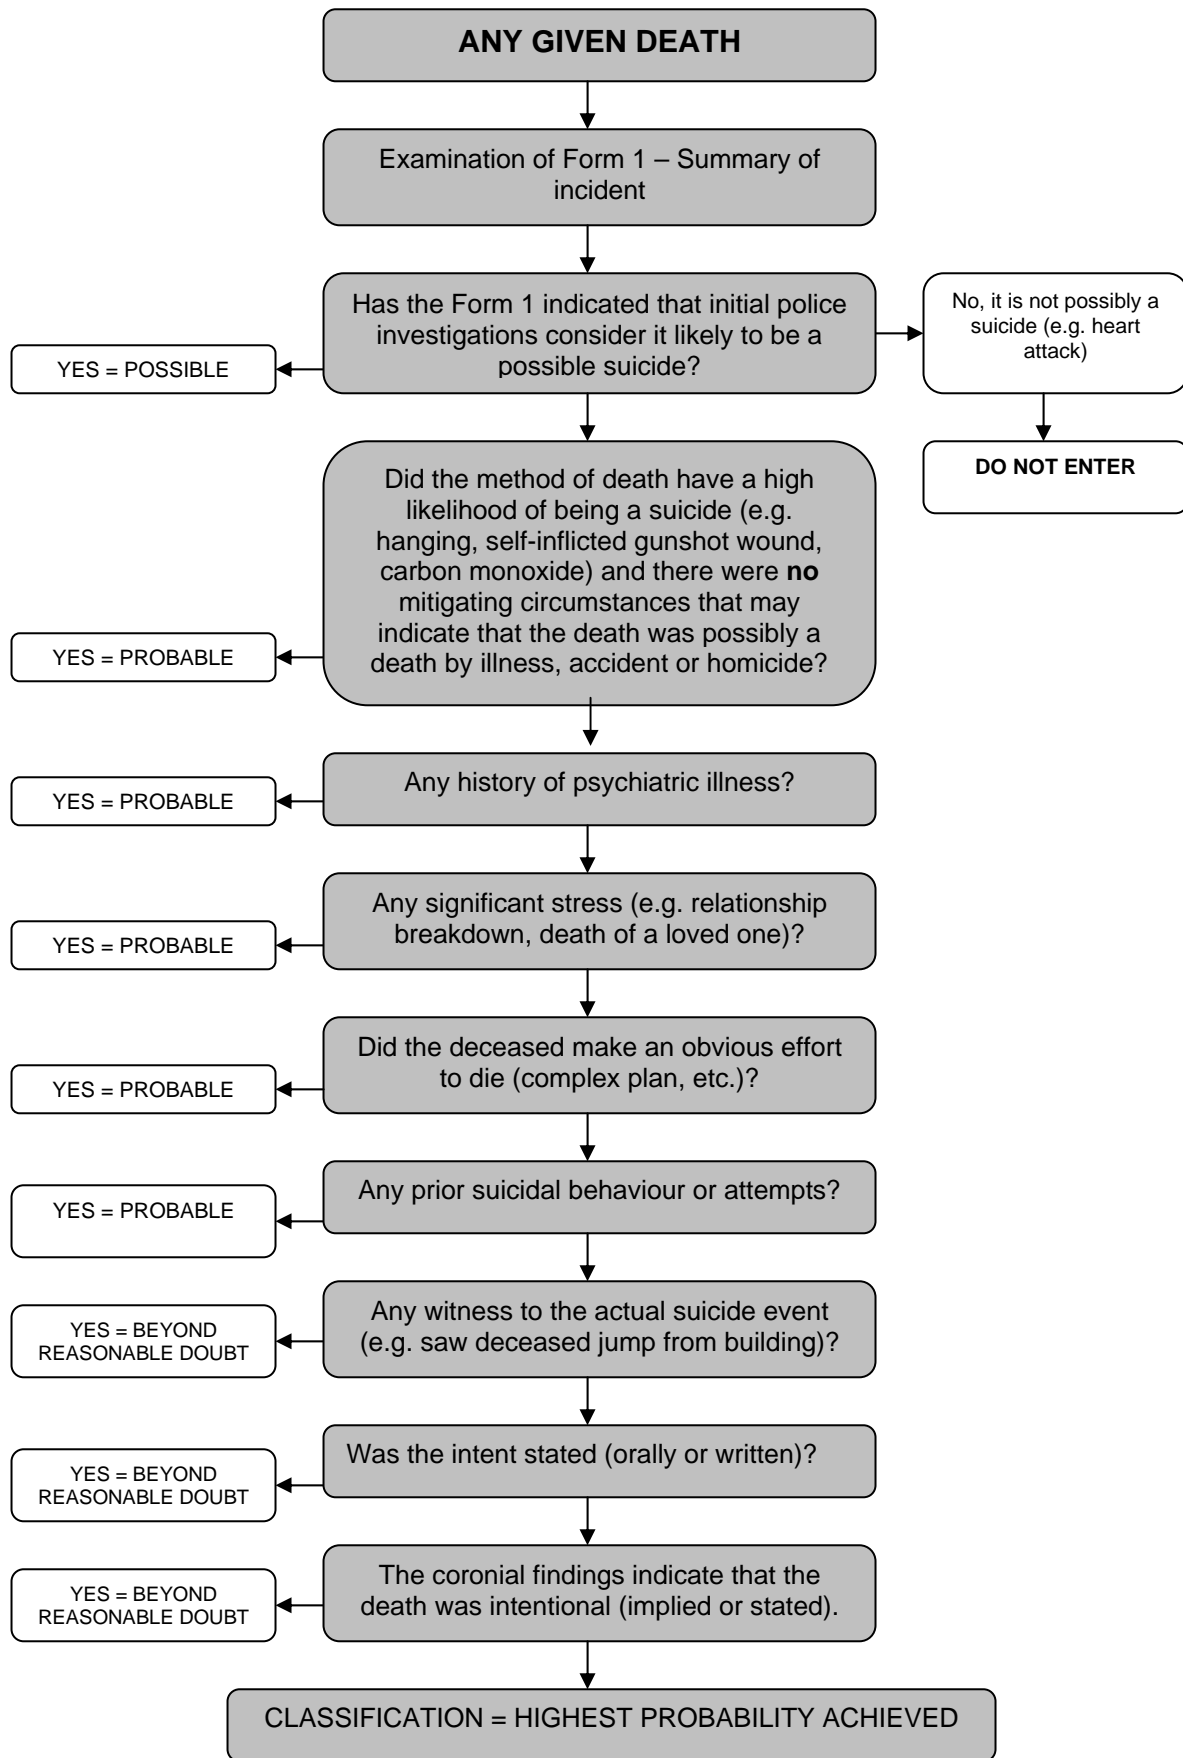 ANY GIVEN DEATH
Examination of Form 1 – Summary of
incident
Has the Form 1 indicated that initial police
investigations consider it likely to be a
possible suicide?
No, it is not possibly a
suicide (e.g. heart
attack)
YES = POSSIBLE
DO NOT ENTER
Did the method of death have a high
likelihood of being a suicide (e.g.
hanging, self-inflicted gunshot wound,
carbon monoxide) and there were no
mitigating circumstances that may
indicate that the death was possibly a
death by illness, accident or homicide?
YES = PROBABLE
Any history of psychiatric illness?
YES = PROBABLE
Any significant stress (e.g. relationship
breakdown, death of a loved one)?
YES = PROBABLE
Did the deceased make an obvious effort
to die (complex plan, etc.)?
YES = PROBABLE
Any prior suicidal behaviour or attempts?
YES = PROBABLE
Any witness to the actual suicide event
(e.g. saw deceased jump from building)?
YES = BEYOND
REASONABLE DOUBT
Was the intent stated (orally or written)?
YES = BEYOND
REASONABLE DOUBT
The coronial findings indicate that the
death was intentional (implied or stated).
YES = BEYOND
REASONABLE DOUBT
CLASSIFICATION = HIGHEST PROBABILITY ACHIEVED